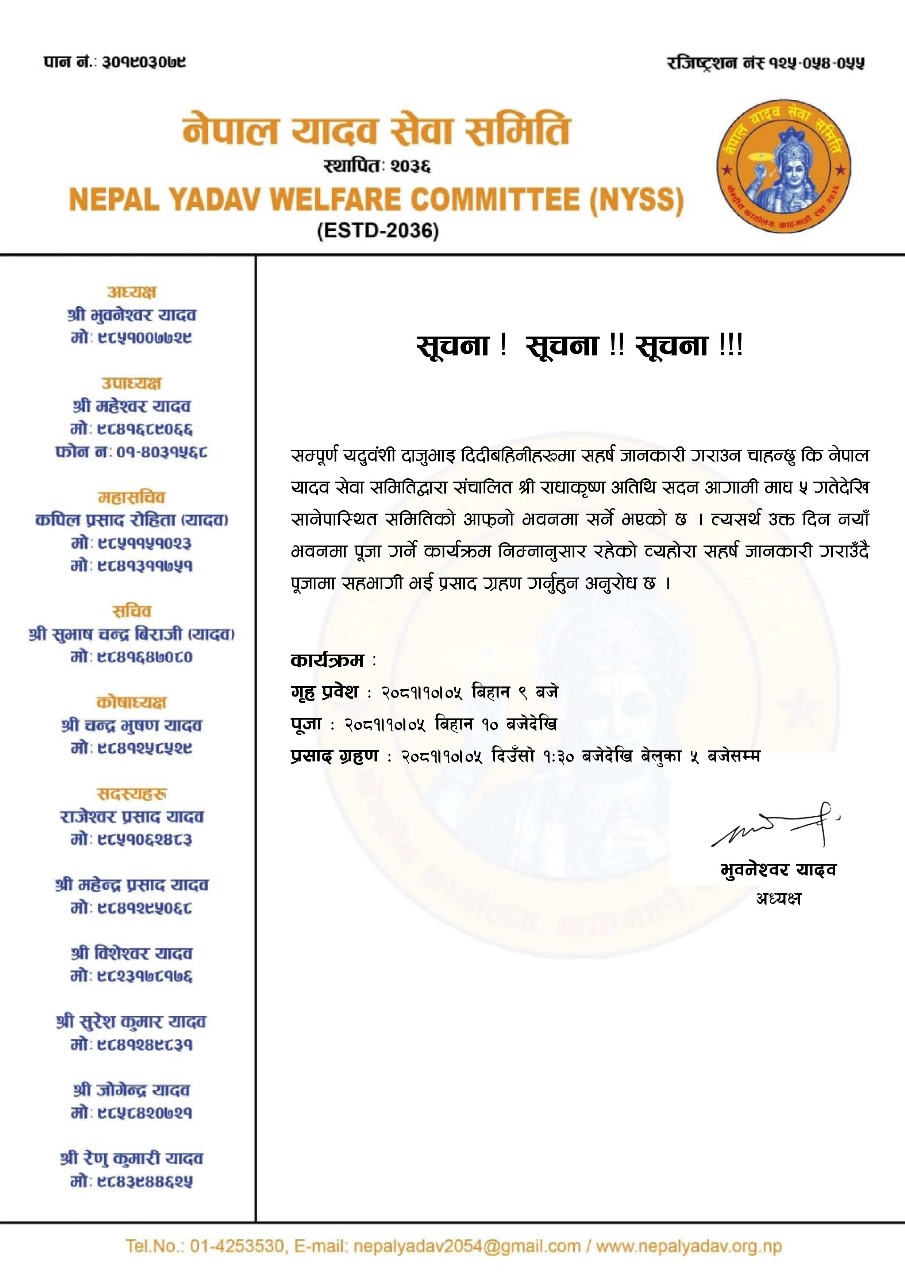 पान नं.: ३०१९०३०७९
रजिष्ट्रशन नंस १२५-०५४-०५५
नेपाल यादव सेवा समिति
स्थापितः २०३६
NEPAL YADAV WELFARE COMMITTEE (NYSS)
(ESTD-2036)
नेपाल यादव सेवा समिति
केन्द्रीय कार्यालय, काठमाडौं स्था २०३६
अध्यक्ष
श्री भुवनेश्वर यादव
मो: ९८५१००७७२९
उपाध्यक्ष
श्री महेश्वर यादव
मो: ९८४१६८९०६६
फोन न: ०१-४०३१५६८
महासचिव
कपिल प्रसाद रोहिता (यादव)
मो: ९८५११५१०२३
मो: ९८४१३११७५१
सचिव
श्री सुभाष चन्द्र बिराजी (यादव)
मो: ९८४१६४७०८०
कोषाध्यक्ष
श्री चन्द्र भुषण यादव
मो: ९८४१२५८५२९
सदस्यहरू
राजेश्वर प्रसाद यादव
मो: ९८५१०६२४८३
श्री महेन्द्र प्रसाद यादव
मो: ९८४१२९५०६८
श्री विशेश्वर यादव
मो: ९८२३१७८१७६
श्री सुरेश कुमार यादव
मो: ९८४१२४९८३१
श्री जोगेन्द्र यादव
मो: ९८५८४२०७२१
श्री रेणु कुमारी यादव
मो: ९८४३९४४६२५
सूचना ! सूचना !! सूचना !!!
सम्पूर्ण यदुवंशी दाजुभाइ दिदीबहिनीहरूमा सहर्ष जानकारी गराउन चाहन्छु कि नेपाल
यादव सेवा समितिद्वारा संचालित श्री राधाकृष्ण अतिथि सदन आगामी माघ ५ गतेदेखि
सानेपास्थित समितिको आफ्नो भवनमा सर्ने भएको छ । त्यसर्थ उक्त दिन नयाँ
भवनमा पूजा गर्ने कार्यक्रम निम्नानुसार रहेको व्यहोरा सहर्ष जानकारी गराउँदै
पूजामा सहभागी भई प्रसाद ग्रहण गर्नुहुन अनुरोध छ ।
कार्यक्रम :
गृह प्रवेश : २०८१।१०।०५ बिहान ९ बजे
पूजा : २०८१।१०।०५ बिहान १० बजेदेखि
प्रसाद ग्रहण : २०८१।१०।०५ दिउँसो १:३० बजेदेखि बेलुका ५ बजेसम्म
भुवनेश्वर यादव
अध्यक्ष
Tel.No.: 01-4253530, E-mail: nepalyadav2054@gmail.com / www.nepalyadav.org.np